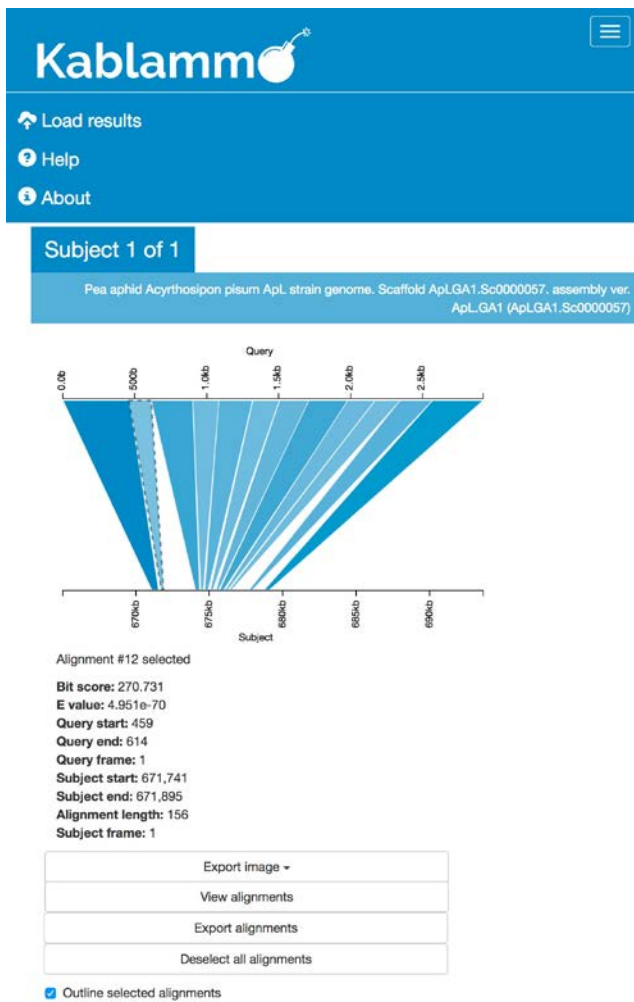 Kablammo
Load results
Help
About
Subject 1 of 1
Pea aphid Acyrthosipon pisum ApL strain genome. Scaffold ApLGA1.Sc0000057. assembly ver.
ApL.GA1 (ApLGA1.Sc0000057)
Query
0.0b 500b 1.0kb 1.5kb 2.0kb 2.5kb
670kb 675kb 680kb 685kb 690kb
Subject
Alignment #12 selected
Bit score: 270.731
E value: 4.951e-70
Query start: 459
Query end: 614
Query frame: 1
Subject start: 671,741
Subject end: 671,895
Alignment length: 156
Subject frame: 1
Export image
View alignments
Export alignments
Deselect all alignments
Outline selected alignments